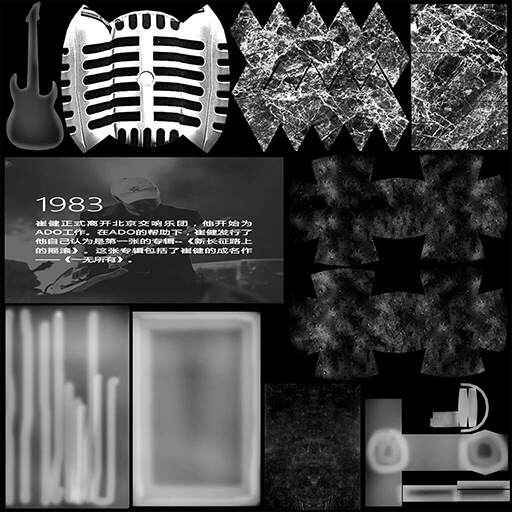 1983
崔健正式离开北京交响乐团，他开始为
ADO工作。在ADO的帮助下，崔健发行了
他自己认为是第一张的专辑--《新长征路上
的摇滚》。这张专辑包括了崔健的成名作
——《一无所有》。